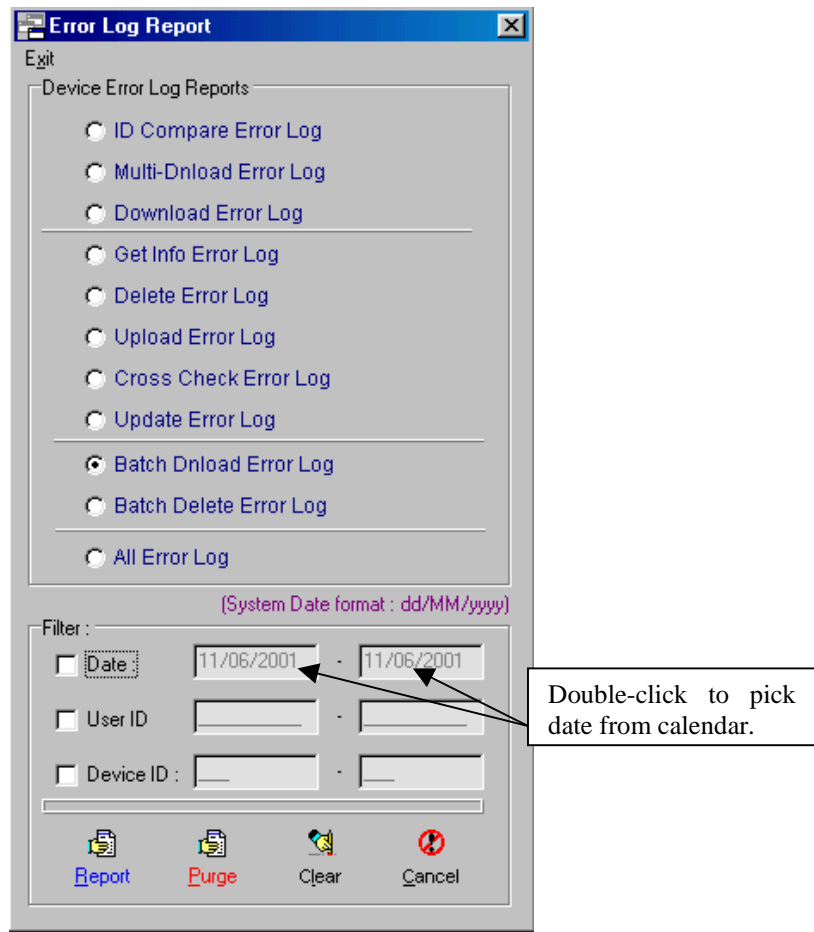 Error Log Report
Exit
Device Error Log Reports
ID Compare Error Log
Multi-Dnload Error Log
Download Error Log
Get Info Error Log
Delete Error Log
Upload Error Log
Cross Check Error Log
Update Error Log
Batch Dnload Error Log
Batch Delete Error Log
All Error Log
(System Date format : dd/MM/yyyy)
Filter :
Date : 11/06/2001 - 11/06/2001
User ID __________ - __________
Device ID : ___ - ___
Report Purge Clear Cancel
Double-click to pick
date from calendar.